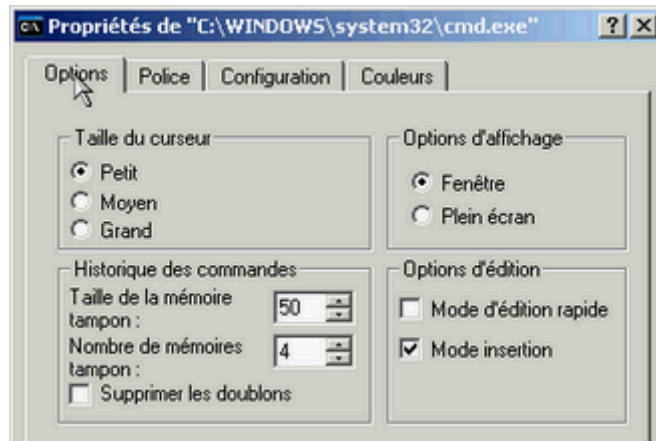 Propriétés de "C:\WINDOWS\system32\cmd.exe"
Options Police Configuration Couleurs
Taille du curseur
Petit
Moyen
Grand
Options d'affichage
Fenêtre
Plein écran
Historique des commandes
Taille de la mémoire
tampon :
50
Nombre de mémoires
tampon :
4
Supprimer les doublons
Options d'édition
Mode d'édition rapide
Mode insertion